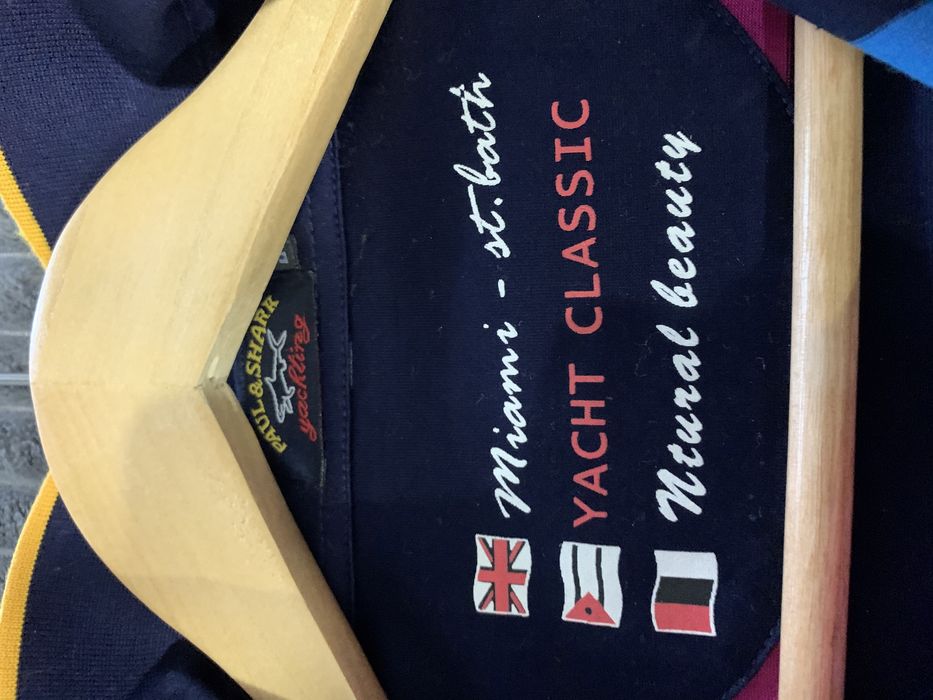 PAUL & SHARK
yachting
Miami - st.bath
YACHT CLASSIC
Ntural beauty